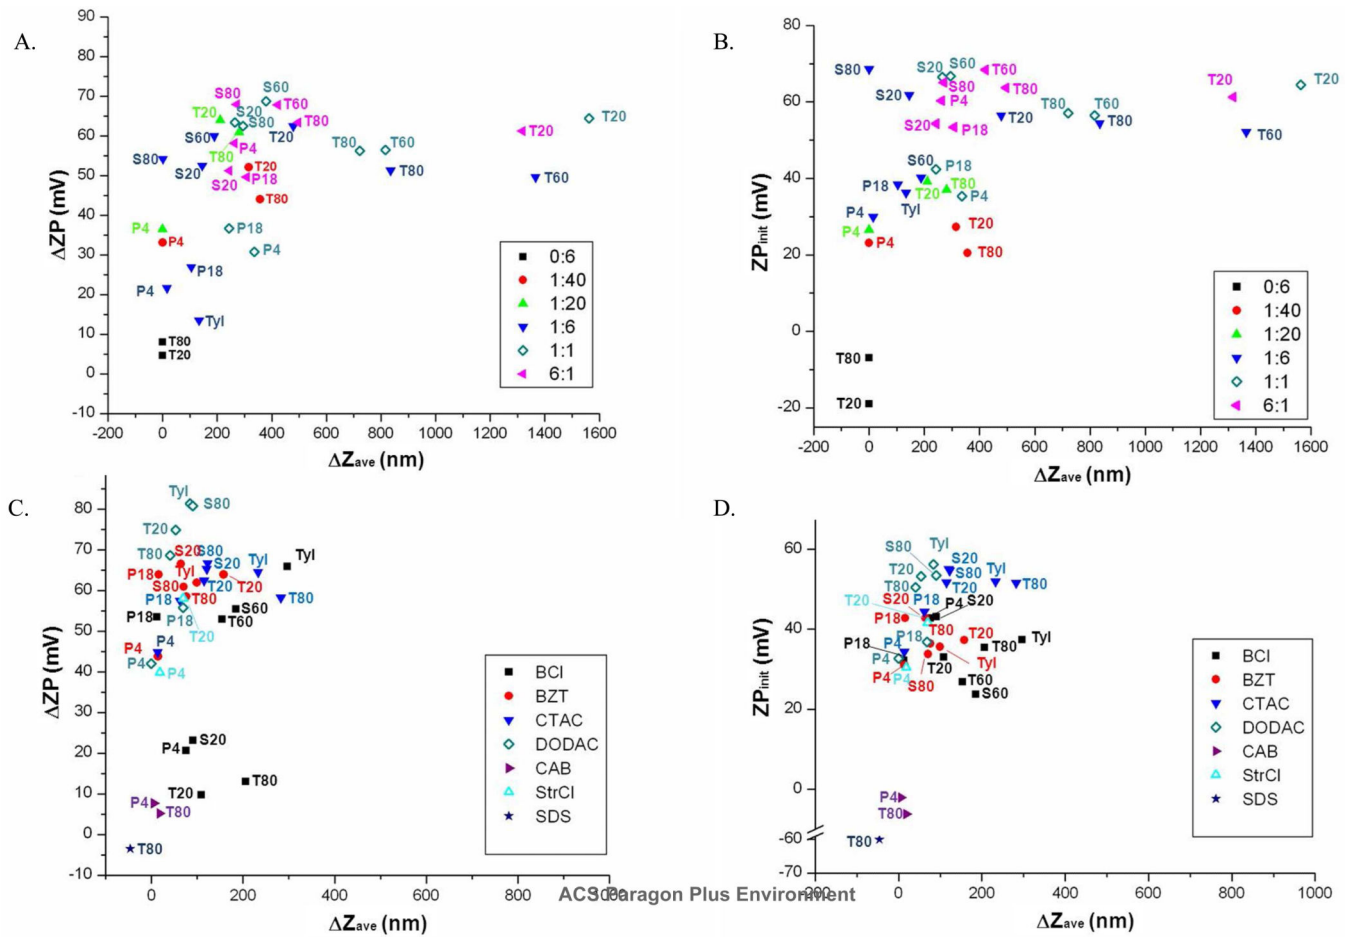 A.
90
80
70
60
50
40
30
20
10
0
-10
-200 0 200 400 600 800 1000 1200 1400 1600
ΔZP (mV)
ΔZave (nm)
S60
S80 T60
T20 S20 T80 T20
S60 S80 T20 T20
T80 P4 T80 T60
S80 T20
S20 S20 P18 T80 T60
T80
P4 P4 P18
P4
P18
P4
Tyl
T80
T20
0:6
1:40
1:20
1:6
1:1
6:1
B.
80
60
40
20
0
-20
-200 0 200 400 600 800 1000 1200 1400 1600
ZPinit (mV)
ΔZave (nm)
S80 S20 S60 T60 T20 T20
S80 T80
S20 P4 T80 T60
S20 P18 T20 T80 T60
S60 P18
P18 T80
Tyl T20 P4
P4
P4 P4 T20
T80
T80
T20
0:6
1:40
1:20
1:6
1:1
6:1
C.
80
70
60
50
40
30
20
10
0
-10
0
ΔZP (mV)
ΔZave (nm)
Tyl S80
T20
T80 S20 S80 Tyl
P18 Tyl S20 Tyl
S80 T20 T20
P18 T80 T80
P18 P18 S60
T20 T60
P4 P4
P4 P4
P4 S20
T20 T80
P4 T80
T80
BCl
BZT
CTAC
DODAC
CAB
StrCl
SDS
D.
60
40
20
0
-60
-70
-200 0 200 400 600 800 1000
ZPinit (mV)
ΔZave (nm)
S80 Tyl S20
T20 S80 Tyl T80
T80 T20
T20 S20 P18 P4 S20
P18 T80 T20 Tyl
P18 P4 P18 T80
P4 T20
P4 P4 S80 Tyl
T60
S60
P4
T80
T80
BCl
BZT
CTAC
DODAC
CAB
StrCl
SDS
ACS Paragon Plus Environment